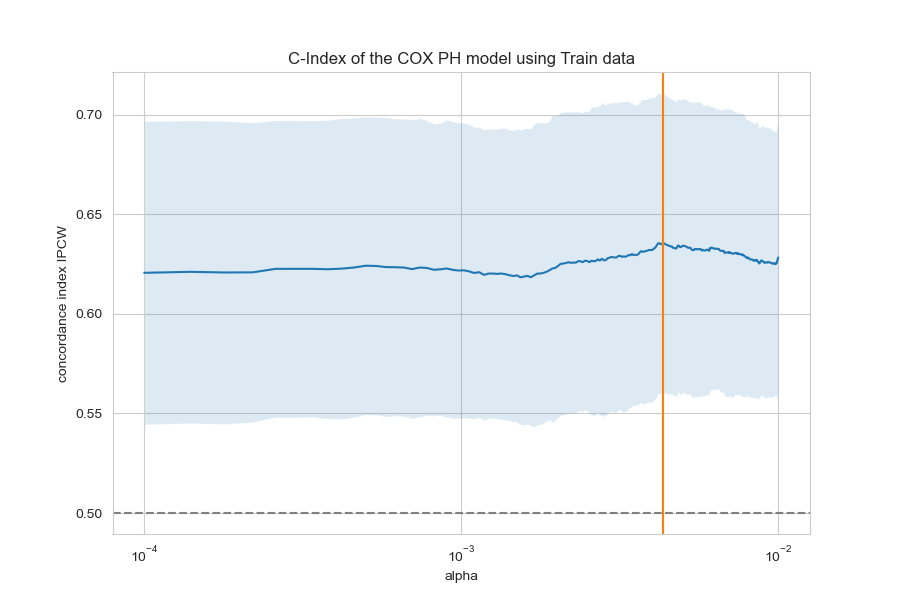 C-Index of the COX PH model using Train data
concordance index IPCW
0.70
0.65
0.60
0.55
0.50
10⁻⁴
10⁻³
10⁻²
alpha